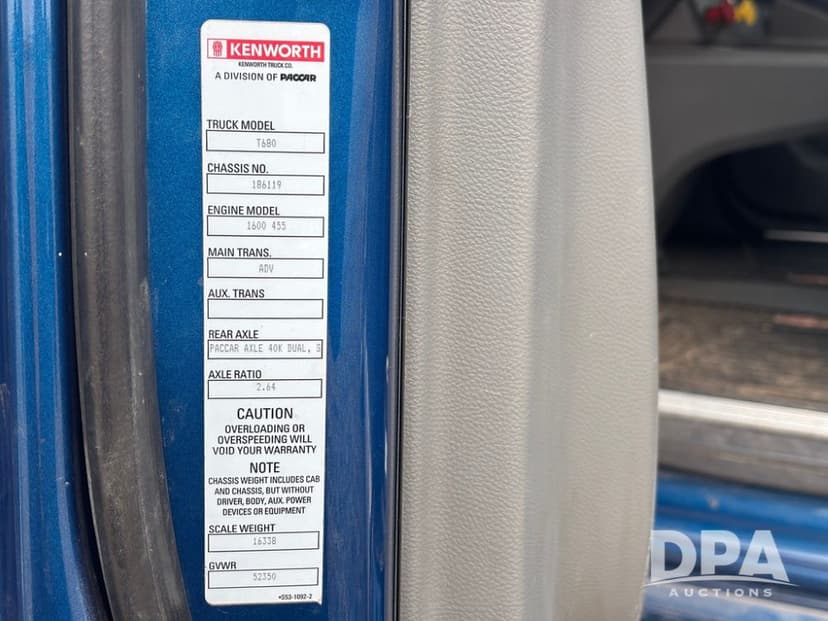 KENWORTH
KENWORTH TRUCK CO.
A DIVISION OF PACCAR
TRUCK MODEL
T680
CHASSIS NO.
186119
ENGINE MODEL
1600 455
MAIN TRANS.
ADV
AUX. TRANS
REAR AXLE
PACCAR AXLE 40K DUAL, S
AXLE RATIO
2.64
CAUTION
OVERLOADING OR
OVERSPEEDING WILL
VOID YOUR WARRANTY
NOTE
CHASSIS WEIGHT INCLUDES CAB
AND CHASSIS, BUT WITHOUT
DRIVER, BODY, AUX. POWER
DEVICES OR EQUIPMENT
SCALE WEIGHT
16338
GVWR
52350
•S53-1092-2
DPA
AUCTIONS